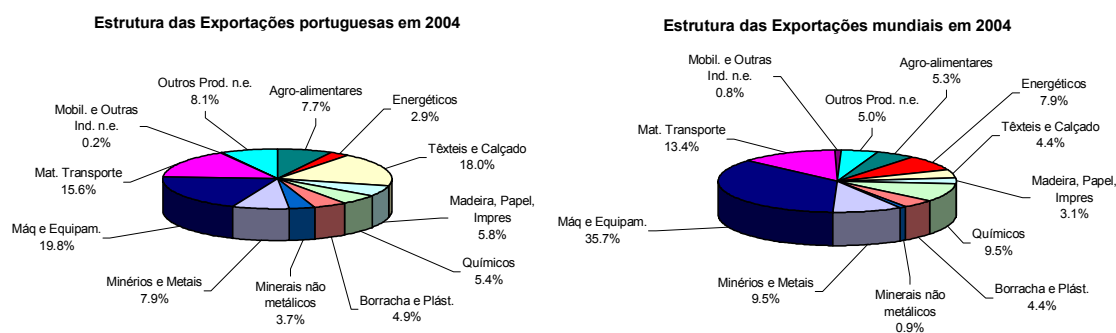 Estrutura das Exportações portuguesas em 2004
Outros Prod. n.e.
8.1%
Agro-alimentares
7.7%
Energéticos
2.9%
Têxteis e Calçado
18.0%
Madeira, Papel,
Impres
5.8%
Químicos
5.4%
Borracha e Plást.
4.9%
Minerais não
metálicos
3.7%
Minérios e Metais
7.9%
Máq e Equipam.
19.8%
Mat. Transporte
15.6%
Mobil. e Outras
Ind. n.e.
0.2%
Estrutura das Exportações mundiais em 2004
Mobil. e Outras
Ind. n.e.
0.8%
Outros Prod. n.e.
5.0%
Agro-alimentares
5.3%
Energéticos
7.9%
Têxteis e Calçado
4.4%
Madeira, Papel,
Impres
3.1%
Químicos
9.5%
Borracha e Plást.
4.4%
Minerais não
metálicos
0.9%
Minérios e Metais
9.5%
Máq e Equipam.
35.7%
Mat. Transporte
13.4%